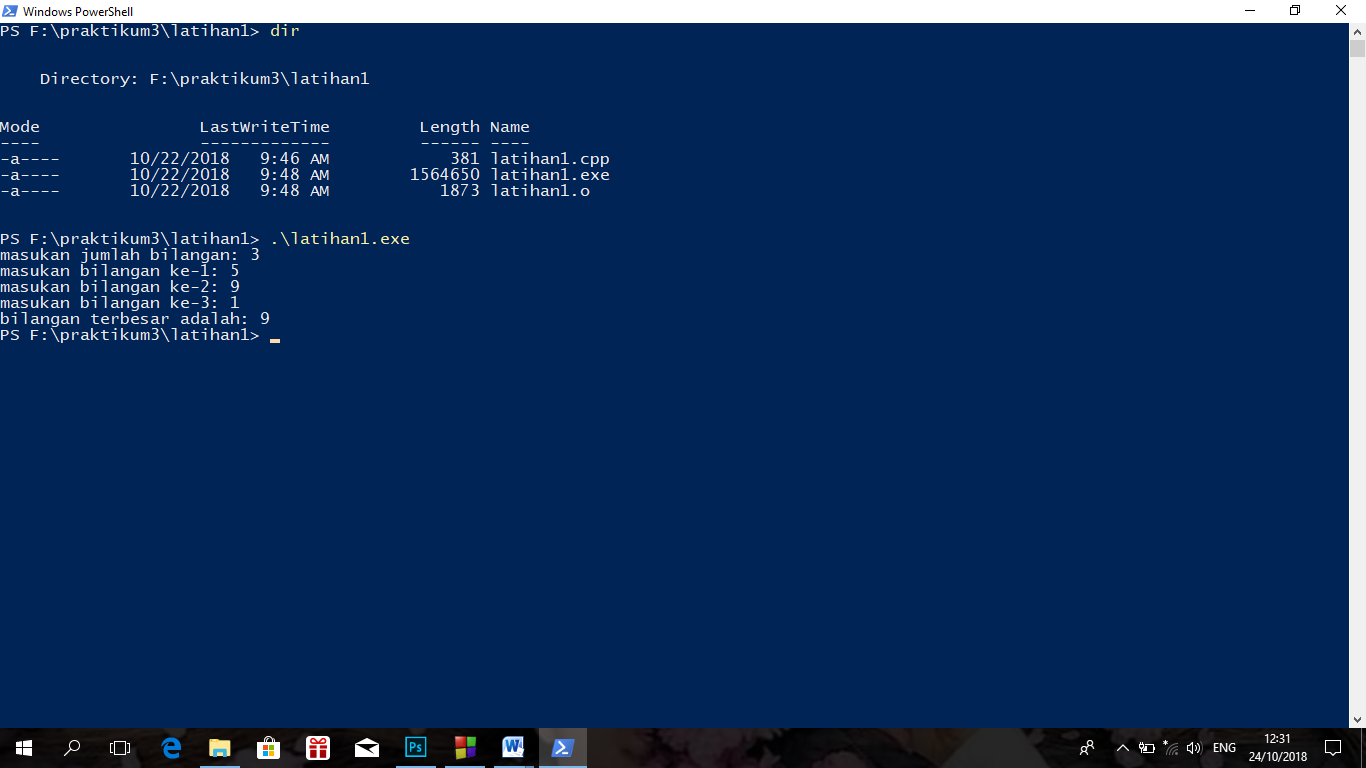 Windows PowerShell
PS F:\praktikum3\latihan1> dir
Directory: F:\praktikum3\latihan1
Mode LastWriteTime Length Name
---- ------------- ------ ----
-a---- 10/22/2018 9:46 AM 381 latihan1.cpp
-a---- 10/22/2018 9:48 AM 1564650 latihan1.exe
-a---- 10/22/2018 9:48 AM 1873 latihan1.o
PS F:\praktikum3\latihan1> .\latihan1.exe
masukan jumlah bilangan: 3
masukan bilangan ke-1: 5
masukan bilangan ke-2: 9
masukan bilangan ke-3: 1
bilangan terbesar adalah: 9
PS F:\praktikum3\latihan1> _
Ps
W
ENG
12:31
24/10/2018